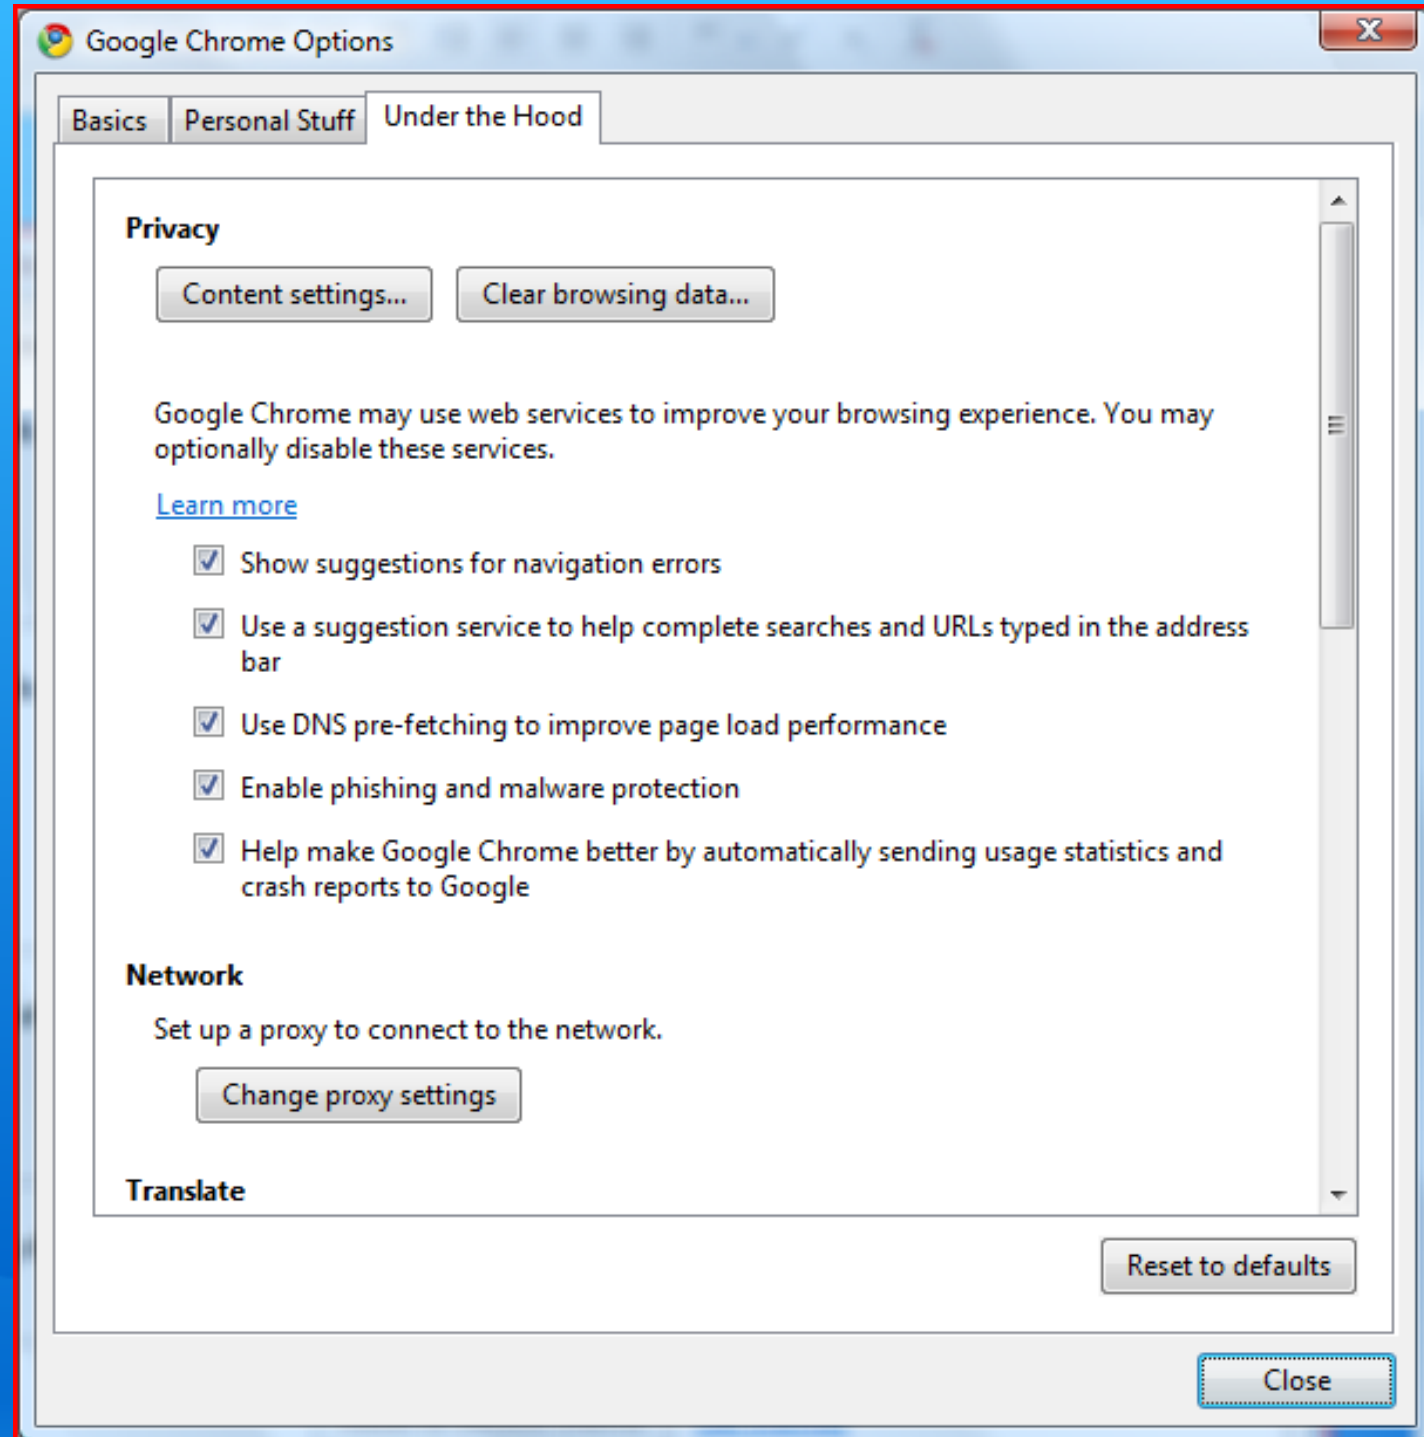 Google Chrome Options
Basics
Personal Stuff
Under the Hood
Privacy
Content settings...
Clear browsing data...
Google Chrome may use web services to improve your browsing experience. You may
optionally disable these services.
Learn more
Show suggestions for navigation errors
Use a suggestion service to help complete searches and URLs typed in the address
bar
Use DNS pre-fetching to improve page load performance
Enable phishing and malware protection
Help make Google Chrome better by automatically sending usage statistics and
crash reports to Google
Network
Set up a proxy to connect to the network.
Change proxy settings
Translate
Reset to defaults
Close